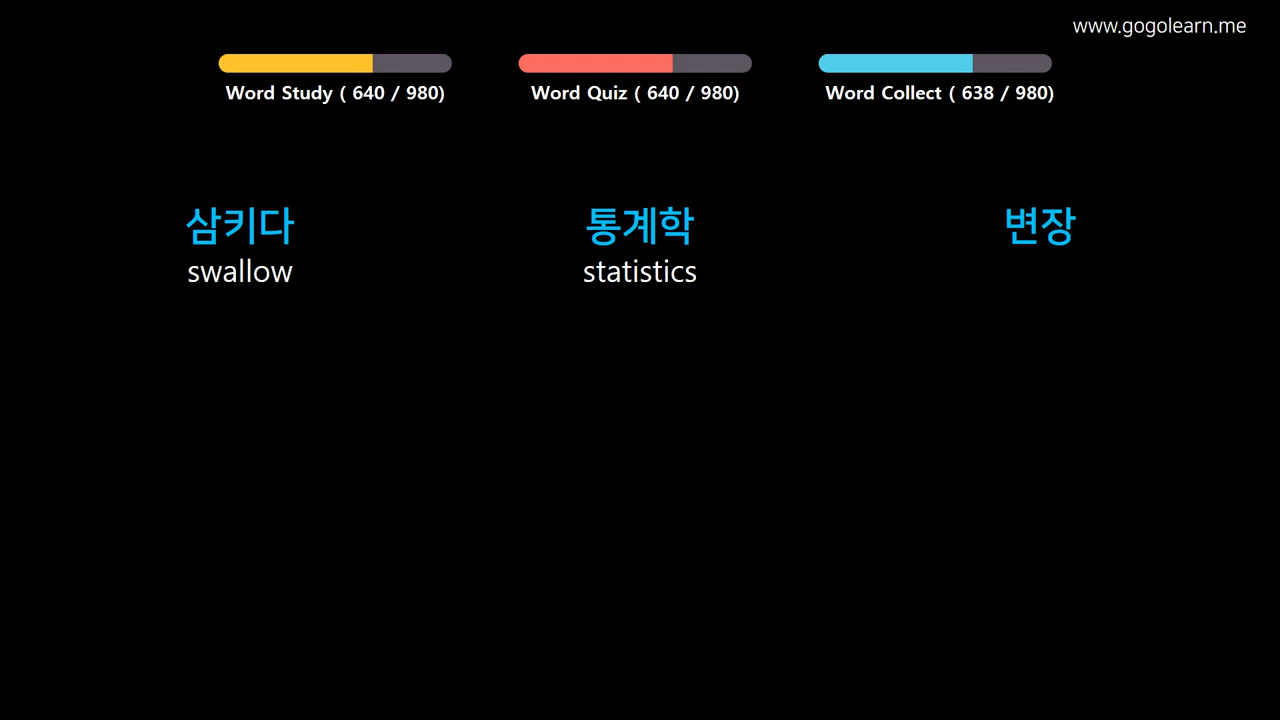 www.gogolearn.me
Word Study ( 640 / 980)
Word Quiz ( 640 / 980)
Word Collect ( 638 / 980)
삼키다
swallow
통계학
statistics
변장